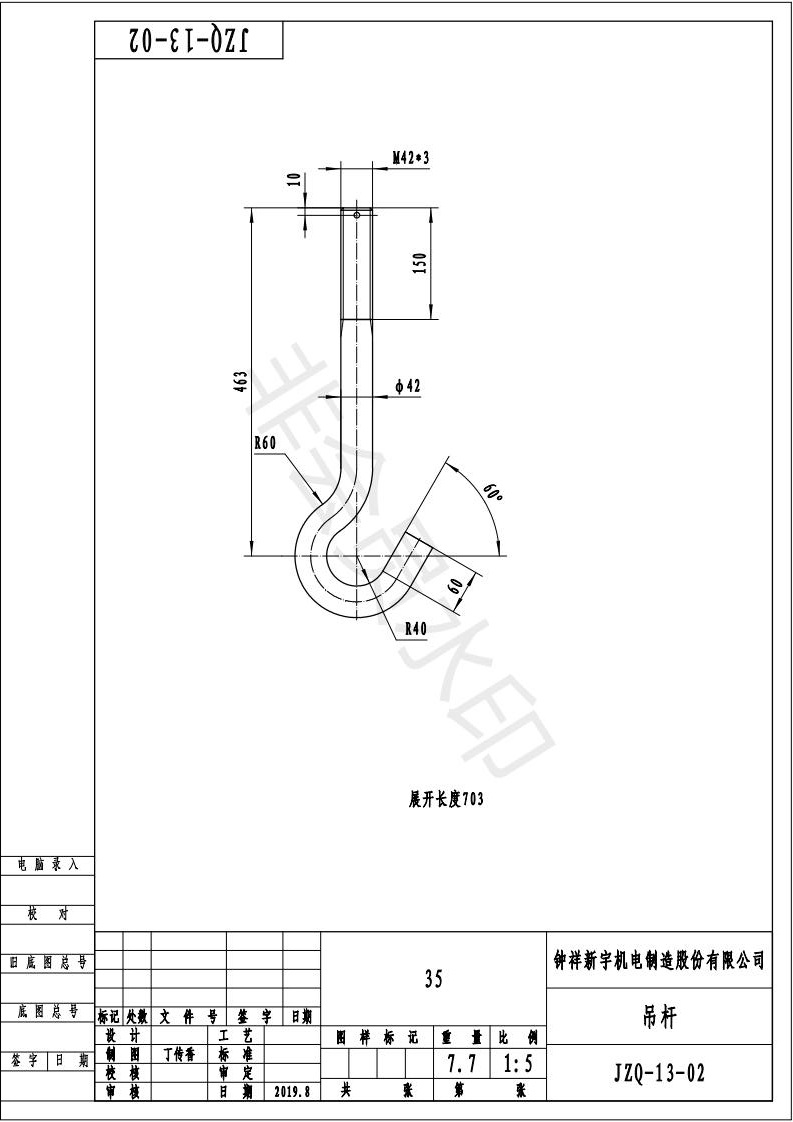 JZQ-13-02
M42*3
10
150
463
φ42
R60
60°
60
R40
非会员水印
展开长度703
电脑录入
校对
旧底图总号
底图总号
签字 日期
35
钟祥新宇机电制造股份有限公司
吊杆
JZQ-13-02
标记 处数 文件号 签字 日期
设计 工艺
制图 丁传香 标准
校核 审定
审核 日期 2019.8
图样标记 重量 比例
7.7 1:5
共 张 第 张